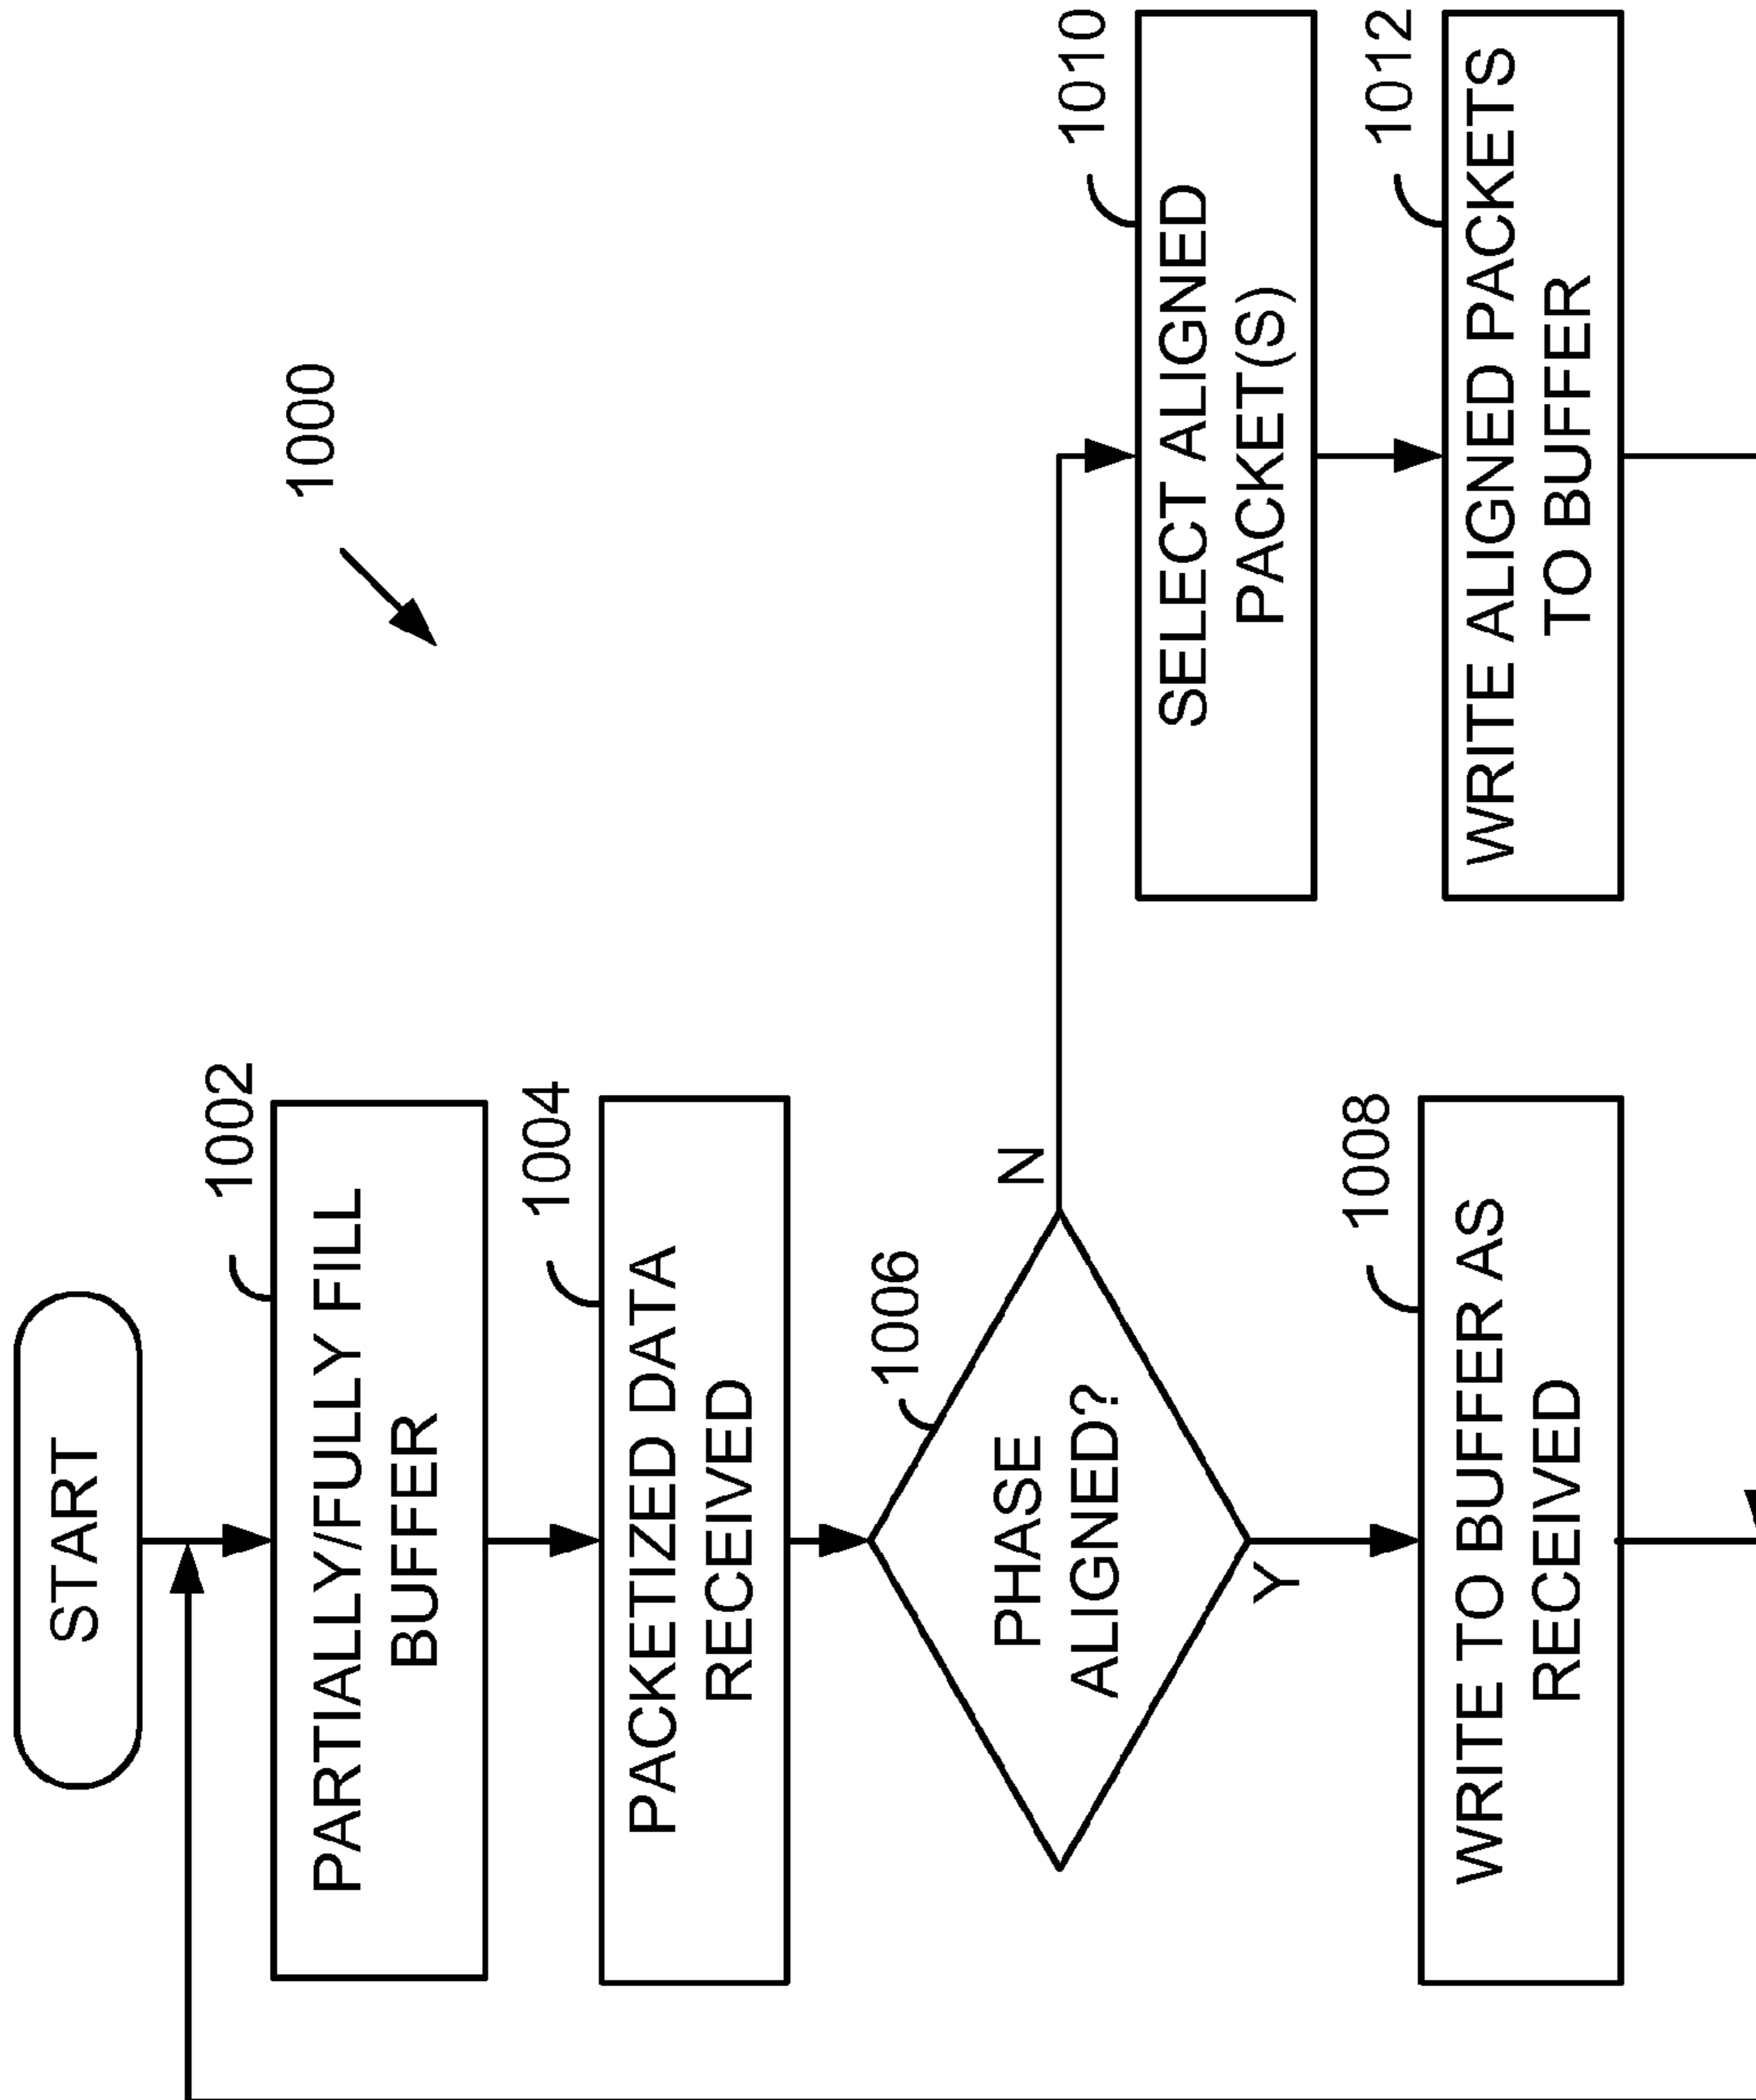 1000
START
1002
PARTIALLY/FULLY FILL
BUFFER
1004
PACKETIZED DATA
RECEIVED
1006
PHASE
ALIGNED?
N
Y
1008
WRITE TO BUFFER AS
RECEIVED
1010
SELECT ALIGNED
PACKET(S)
1012
WRITE ALIGNED PACKETS
TO BUFFER